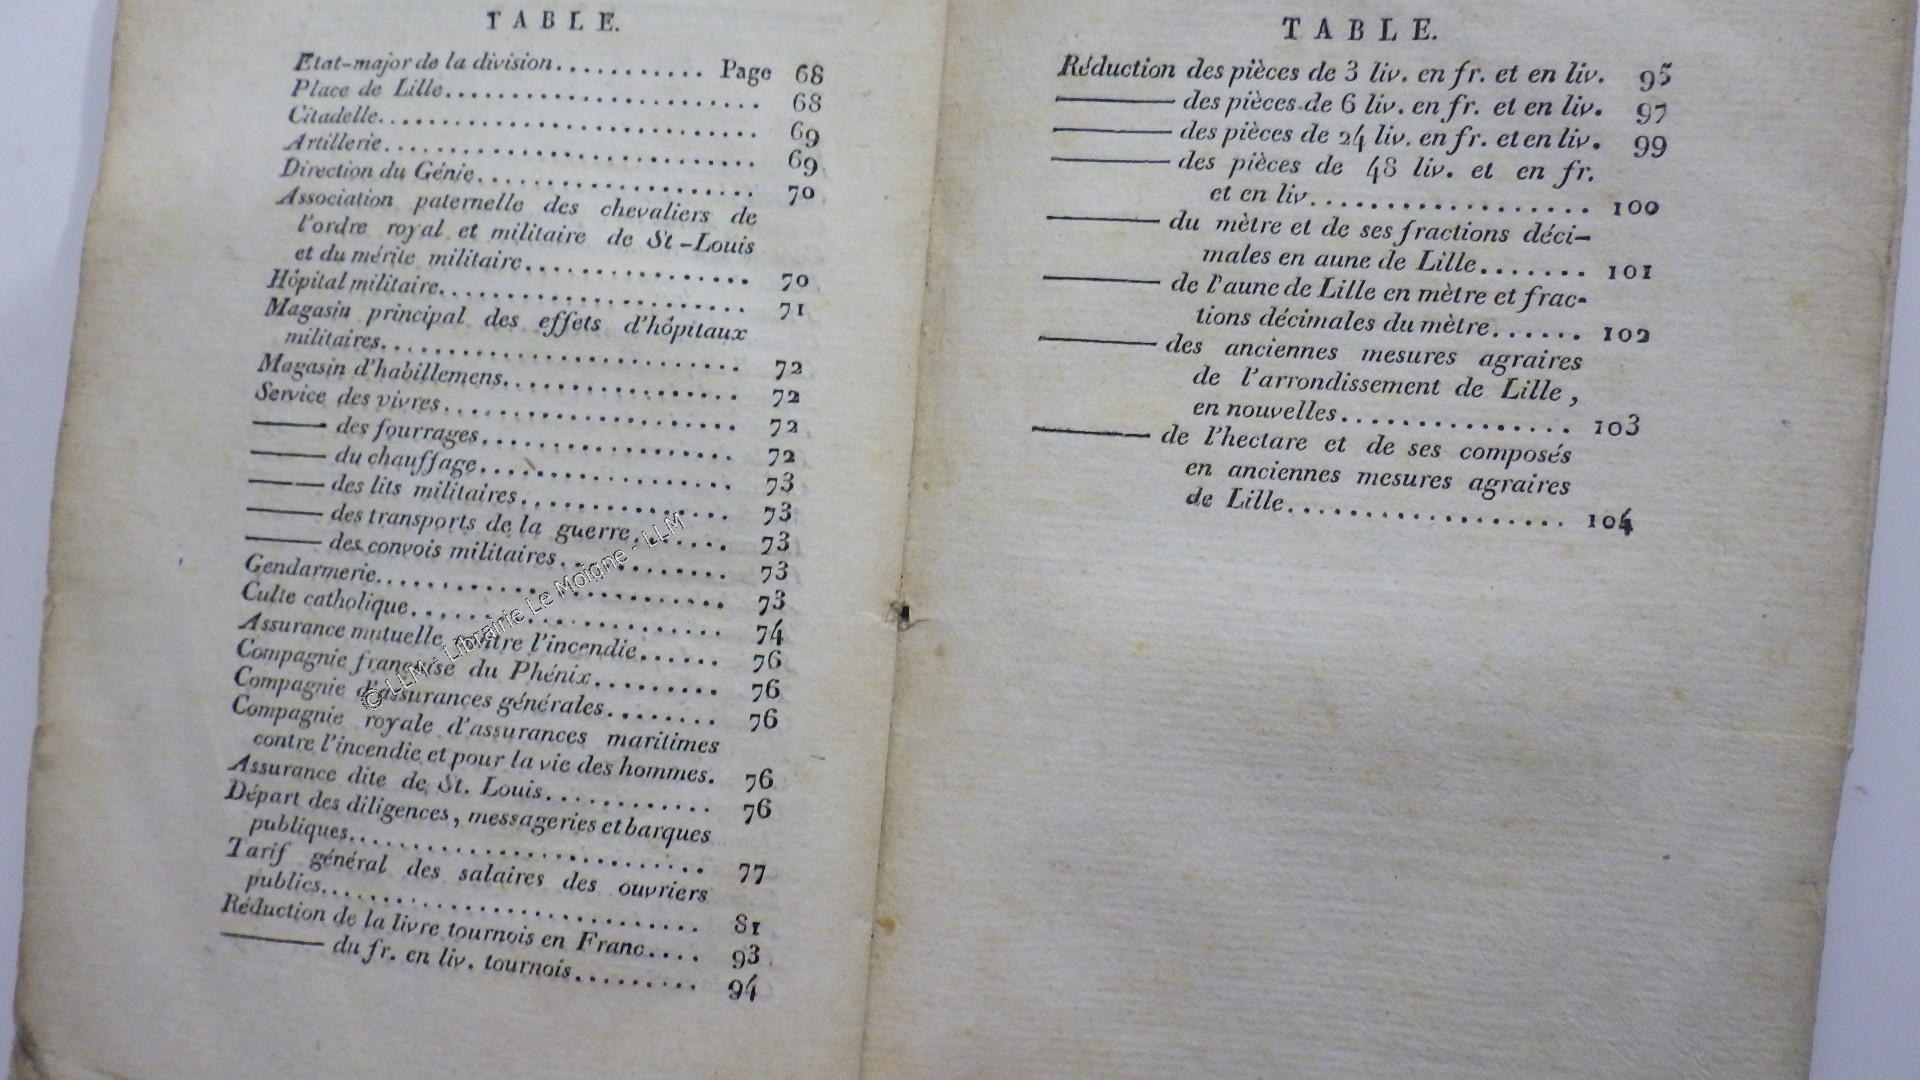 TABLE.
Etat-major de la division........... Page 68
Place de Lille......................... 68
Citadelle.............................. 69
Artillerie............................. 69
Direction du Génie..................... 70
Association paternelle des chevaliers de
l'ordre royal et militaire de St-Louis
et du mérite militaire................. 70
Hôpital militaire...................... 71
Magasin principal des effets d'hôpitaux
militaires............................. 72
Magasin d'habillemens.................. 72
Service des vivres..................... 72
——— des fourrages..................... 72
——— du chauffage...................... 73
——— des lits militaires............... 73
——— des transports de la guerre....... 73
——— des convois militaires............ 73
Gendarmerie............................ 73
Culte catholique....................... 74
Assurance mutuelle contre l'incendie...... 76
Compagnie française du Phénix......... 76
Compagnie d'assurances générales........ 76
Compagnie royale d'assurances maritimes
contre l'incendie et pour la vie des hommes. 76
Assurance dite de St. Louis............ 76
Départ des diligences, messageries et barques
publiques.............................. 77
Tarif général des salaires des ouvriers
publics................................ 81
Réduction de la livre tournois en Franc.... 93
——— du fr. en liv. tournois......... 94
© LLM - Librairie Le Moigne - LLM
TABLE.
Réduction des pièces de 3 liv. en fr. et en liv. 95
——— des pièces de 6 liv. en fr. et en liv. 97
——— des pièces de 24 liv. en fr. et en liv. 99
——— des pièces de 48 liv. et en fr.
et en liv.................. 100
——— du mètre et de ses fractions déci-
males en aune de Lille....... 101
——— de l'aune de Lille en mètre et frac-
tions décimales du mètre...... 102
——— des anciennes mesures agraires
de l'arrondissement de Lille,
en nouvelles............... 103
——— de l'hectare et de ses composés
en anciennes mesures agraires
de Lille.................. 104